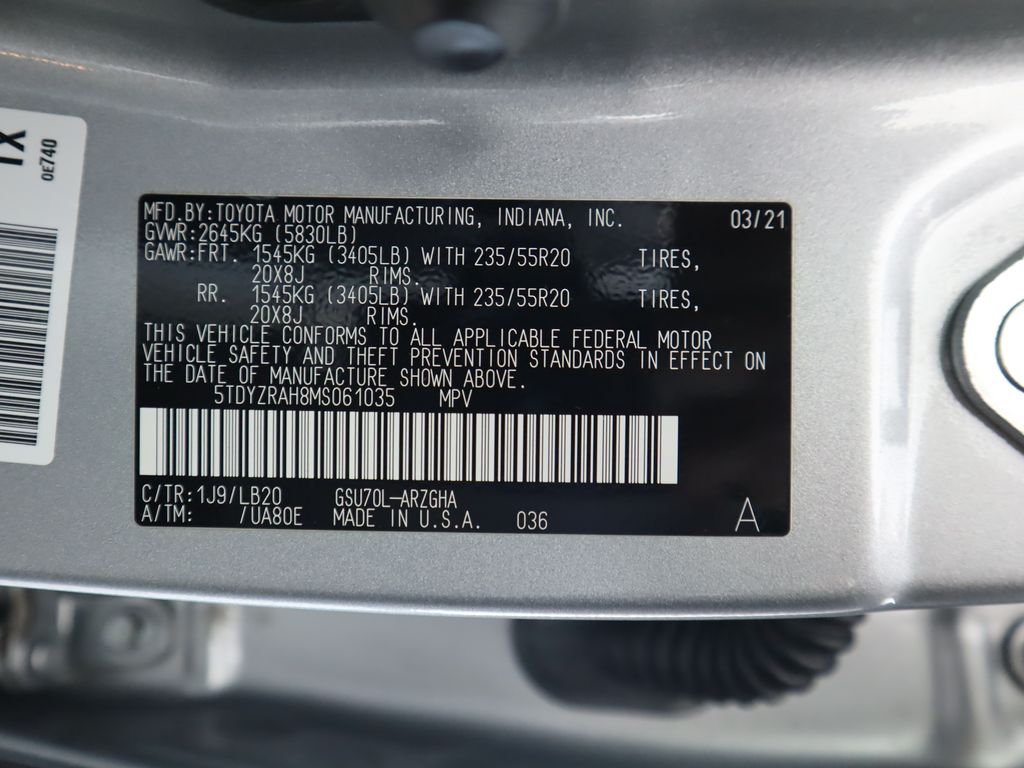 1X
0E740
MFD.BY:TOYOTA MOTOR MANUFACTURING, INDIANA, INC. 03/21
GVWR:2645KG (5830LB)
GAWR:FRT. 1545KG (3405LB) WITH 235/55R20 TIRES,
20X8J RIMS.
RR. 1545KG (3405LB) WITH 235/55R20 TIRES,
20X8J RIMS.
THIS VEHICLE CONFORMS TO ALL APPLICABLE FEDERAL MOTOR
VEHICLE SAFETY AND THEFT PREVENTION STANDARDS IN EFFECT ON
THE DATE OF MANUFACTURE SHOWN ABOVE.
5TDYZRAH8MS061035 MPV
C/TR:1J9/LB20 GSU70L-ARZGHA
A/TM: /UA80E MADE IN U.S.A. 036 A